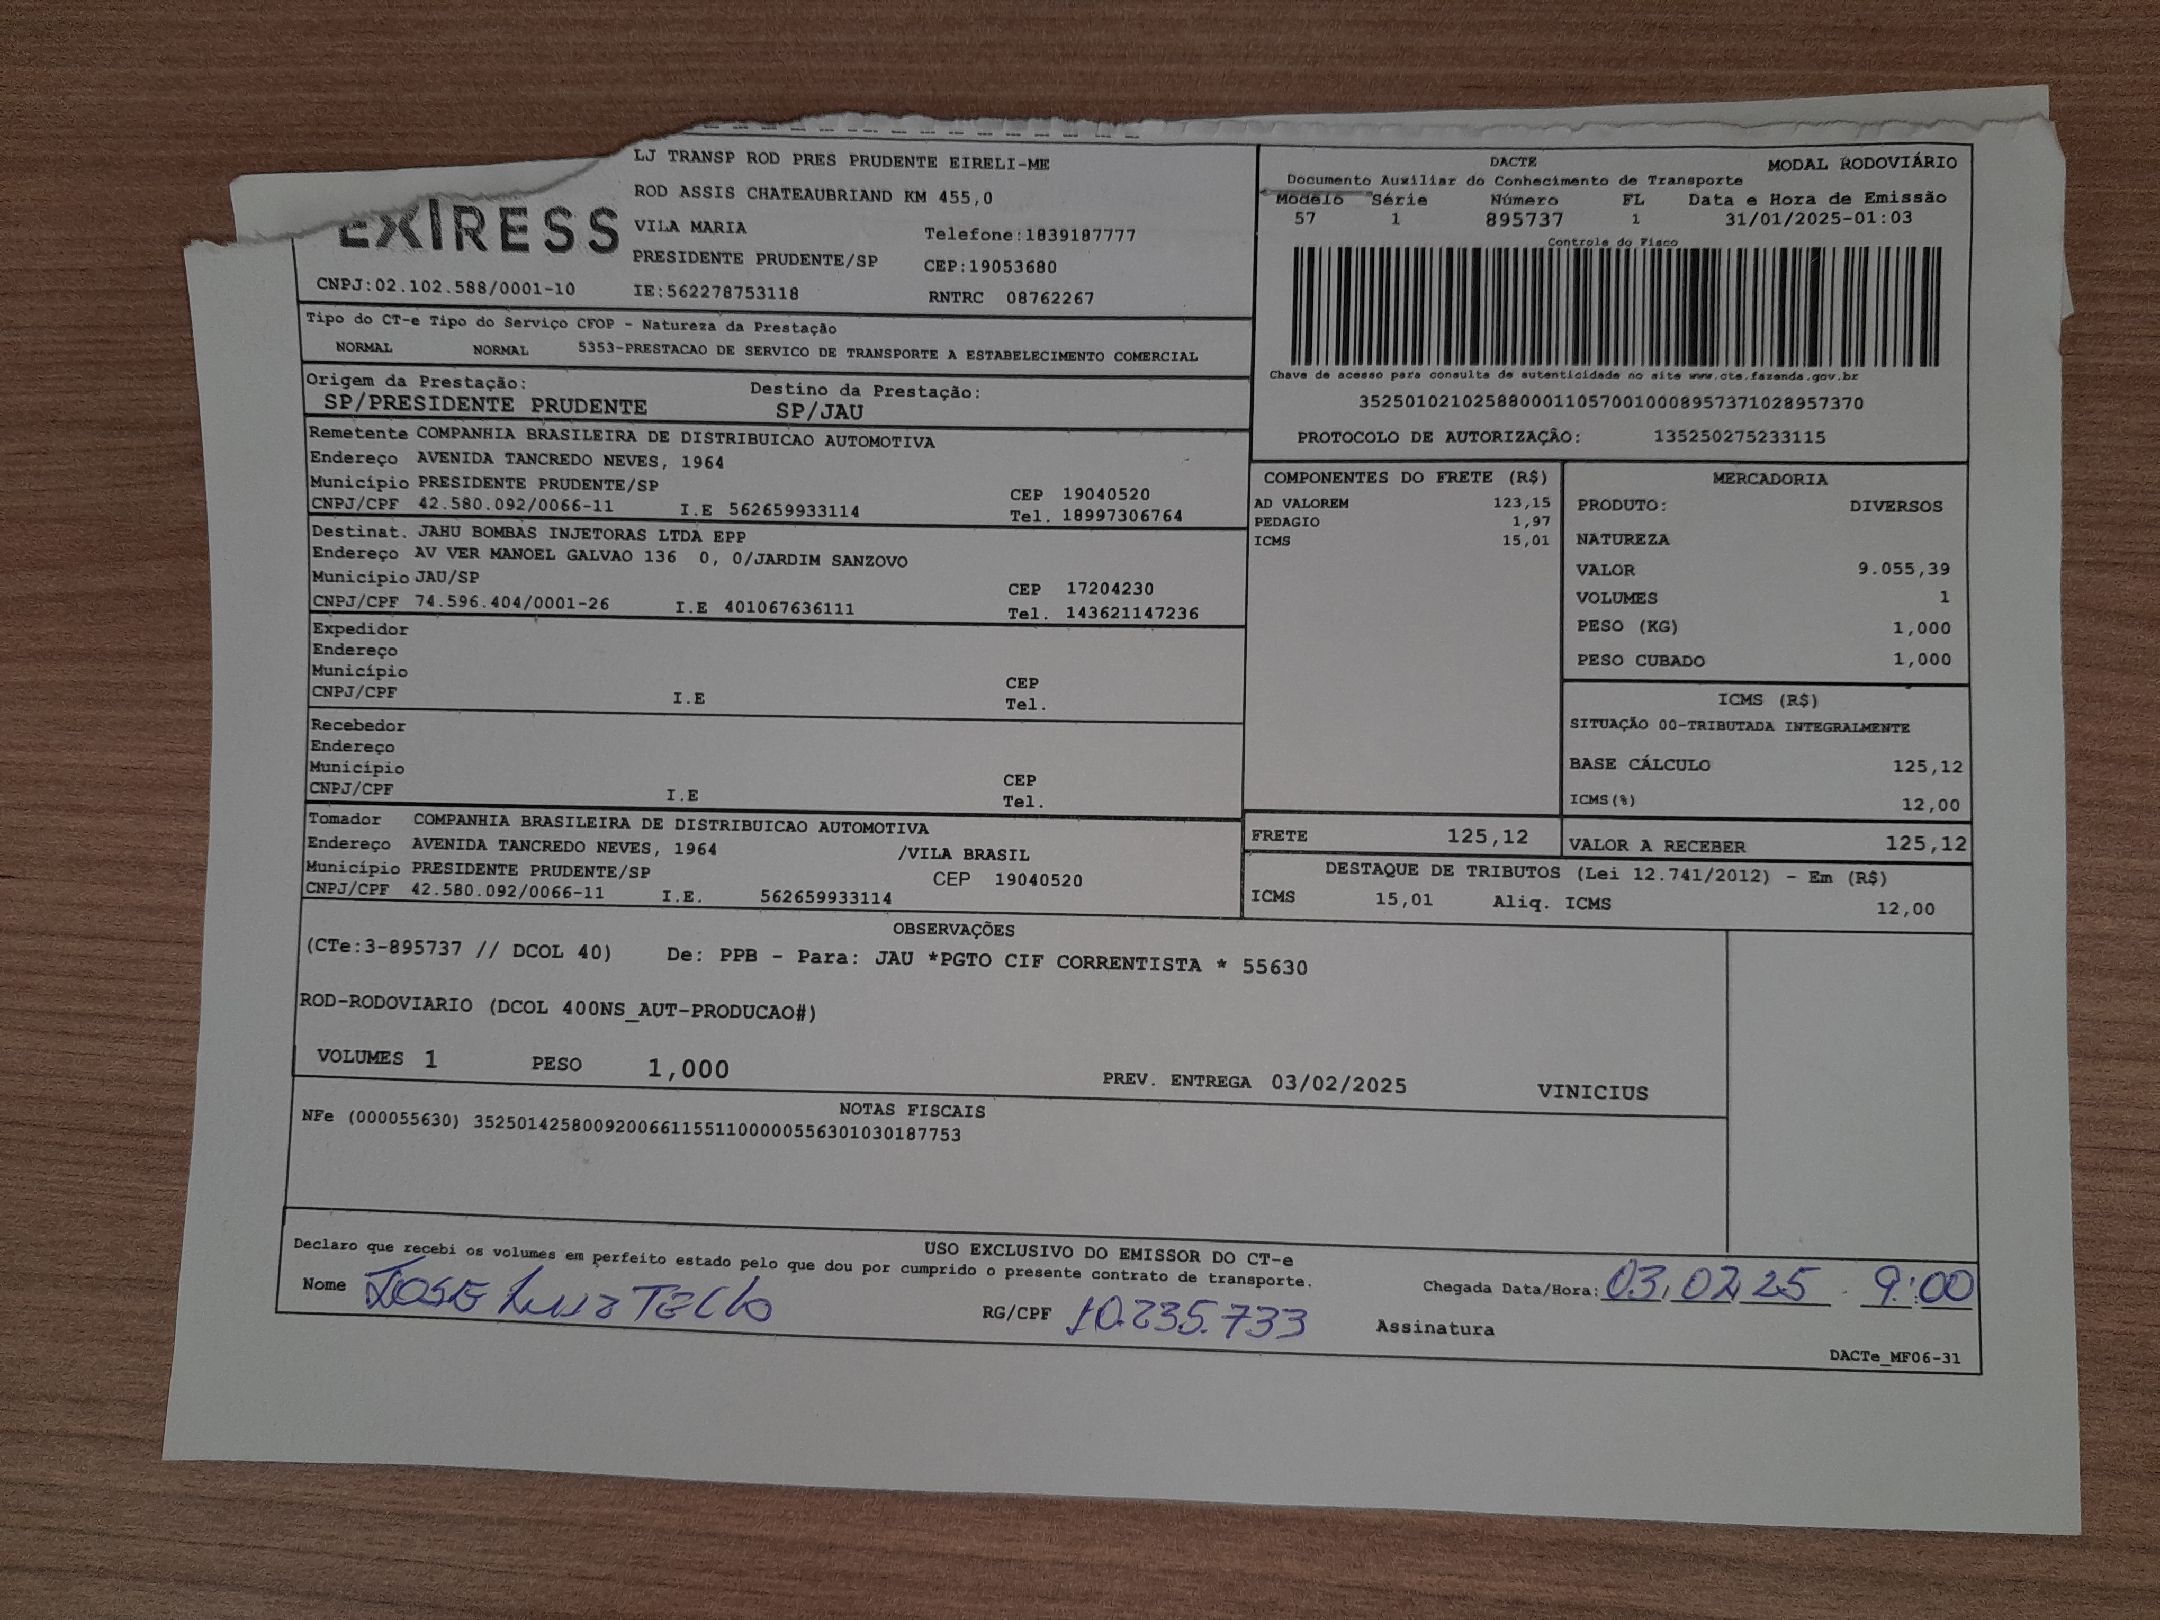 LJ TRANSP ROD PRES PRUDENTE EIRELI-ME
ROD ASSIS CHATEAUBRIAND KM 455,0
VILA MARIA Telefone:1839187777
PRESIDENTE PRUDENTE/SP CEP:19053680
CNPJ:02.102.588/0001-10 IE:562278753118 RNTRC 08762267
DACTE MODAL RODOVIÁRIO
Documento Auxiliar do Conhecimento de Transporte
Modelo Série Número FL Data e Hora de Emissão
57 1 895737 1 31/01/2025-01:03
Controle do Fisco
Chave de acesso para consulta de autenticidade no site www.cte.fazenda.gov.br
35250102102588000110570010008957371028957370
PROTOCOLO DE AUTORIZAÇÃO: 135250275233115
Tipo do CT-e Tipo do Serviço CFOP - Natureza da Prestação
NORMAL NORMAL 5353-PRESTACAO DE SERVICO DE TRANSPORTE A ESTABELECIMENTO COMERCIAL
Origem da Prestação: Destino da Prestação:
SP/PRESIDENTE PRUDENTE SP/JAU
Remetente COMPANHIA BRASILEIRA DE DISTRIBUICAO AUTOMOTIVA
Endereço AVENIDA TANCREDO NEVES, 1964
Município PRESIDENTE PRUDENTE/SP CEP 19040520
CNPJ/CPF 42.580.092/0066-11 I.E 562659933114 Tel. 18997306764
Destinat. JAHU BOMBAS INJETORAS LTDA EPP
Endereço AV VER MANOEL GALVAO 136 0, 0/JARDIM SANZOVO
Município JAU/SP CEP 17204230
CNPJ/CPF 74.596.404/0001-26 I.E 401067636111 Tel. 143621147236
Expedidor
Endereço
Município CEP
CNPJ/CPF I.E Tel.
Recebedor
Endereço
Município CEP
CNPJ/CPF I.E Tel.
Tomador COMPANHIA BRASILEIRA DE DISTRIBUICAO AUTOMOTIVA
Endereço AVENIDA TANCREDO NEVES, 1964 /VILA BRASIL
Município PRESIDENTE PRUDENTE/SP CEP 19040520
CNPJ/CPF 42.580.092/0066-11 I.E. 562659933114
COMPONENTES DO FRETE (R$)
AD VALOREM 123,15
PEDAGIO 1,97
ICMS 15,01
MERCADORIA
PRODUTO: DIVERSOS
NATUREZA
VALOR 9.055,39
VOLUMES 1
PESO (KG) 1,000
PESO CUBADO 1,000
ICMS (R$)
SITUAÇÃO 00-TRIBUTADA INTEGRALMENTE
BASE CÁLCULO 125,12
ICMS(%) 12,00
FRETE 125,12 VALOR A RECEBER 125,12
DESTAQUE DE TRIBUTOS (Lei 12.741/2012) - Em (R$)
ICMS 15,01 Aliq. ICMS 12,00
OBSERVAÇÕES
(CTe:3-895737 // DCOL 40) De: PPB - Para: JAU *PGTO CIF CORRENTISTA * 55630
ROD-RODOVIARIO (DCOL 400NS_AUT-PRODUCAO#)
VOLUMES 1 PESO 1,000 PREV. ENTREGA 03/02/2025 VINICIUS
NOTAS FISCAIS
NFe (000055630) 35250142580092006611551100000556301030187753
USO EXCLUSIVO DO EMISSOR DO CT-e
Declaro que recebi os volumes em perfeito estado pelo que dou por cumprido o presente contrato de transporte.
Chegada Data/Hora: 03,02,25 9:00
Nome JOSE Luiz TECLO RG/CPF 10.235.733 Assinatura
DACTe_MF06-31